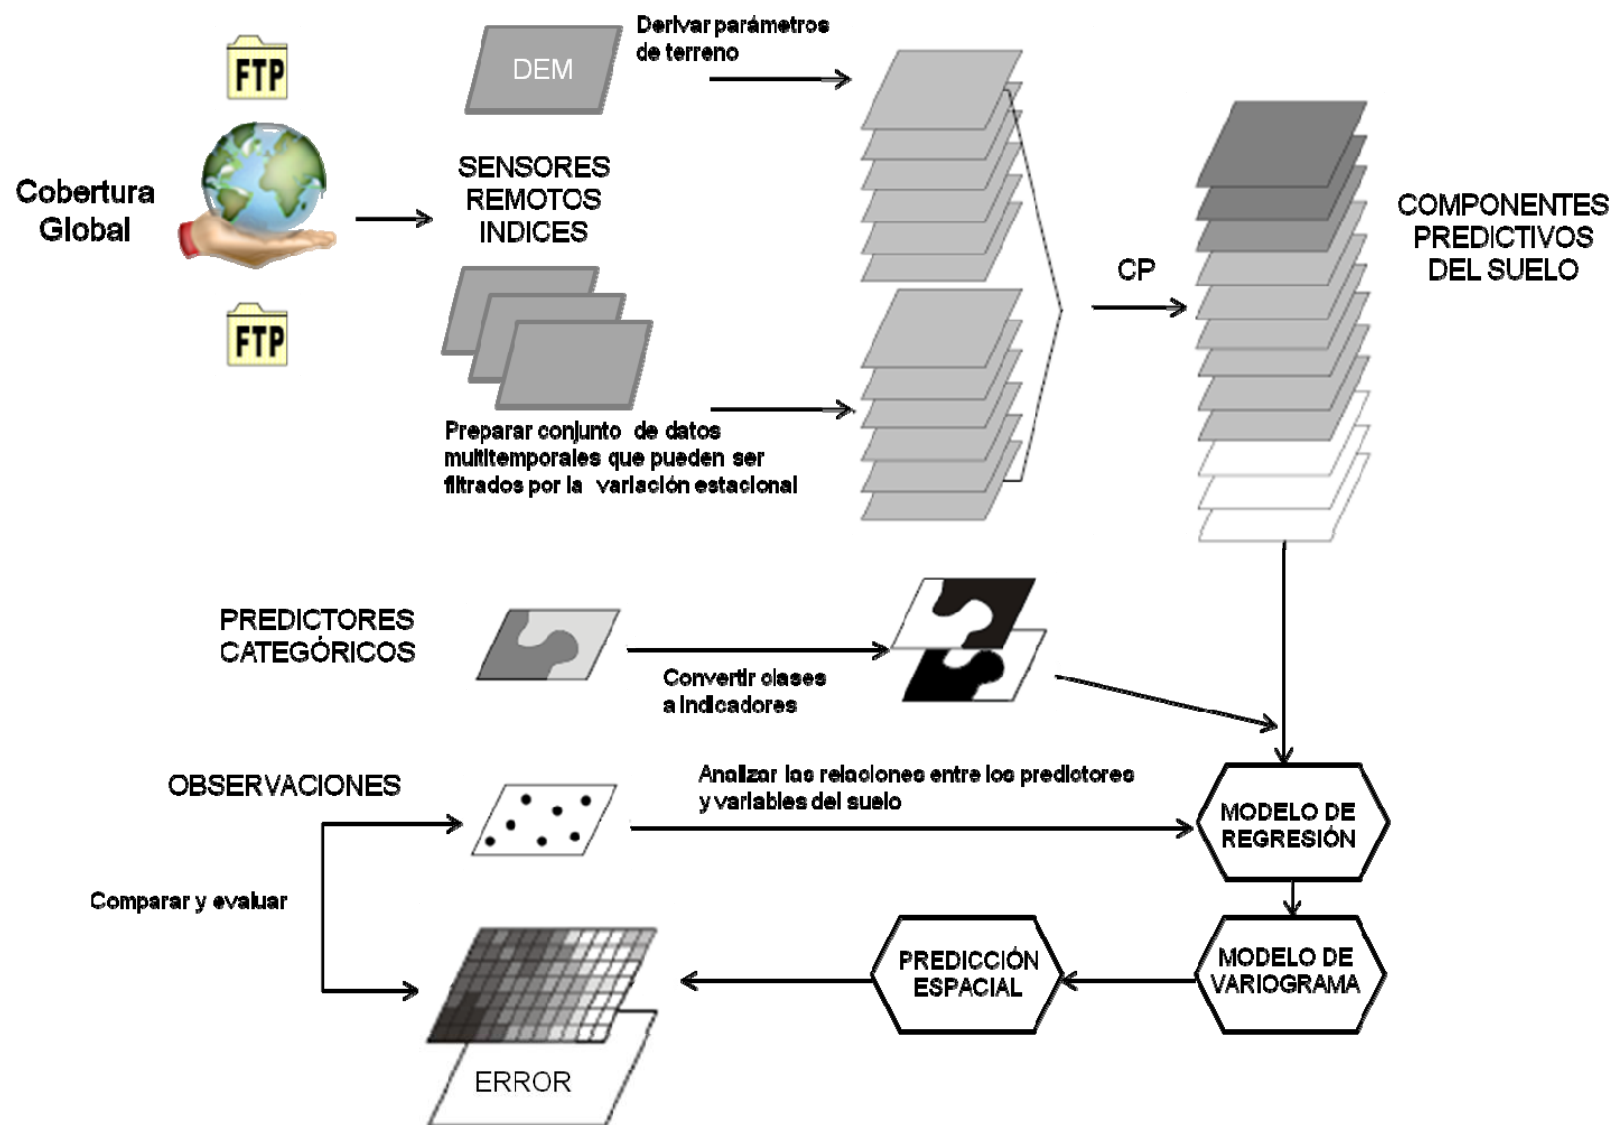 FTP
Cobertura
Global
FTP
DEM
SENSORES
REMOTOS
INDICES
Derivar parámetros
de terreno
Preparar conjunto de datos
multitemporales que pueden ser
filtrados por la variación estacional
CP
COMPONENTES
PREDICTIVOS
DEL SUELO
PREDICTORES
CATEGÓRICOS
Convertir clases
a indicadores
OBSERVACIONES
Analizar las relaciones entre los predictores
y variables del suelo
MODELO DE
REGRESIÓN
Comparar y evaluar
PREDICCIÓN
ESPACIAL
MODELO DE
VARIOGRAMA
ERROR